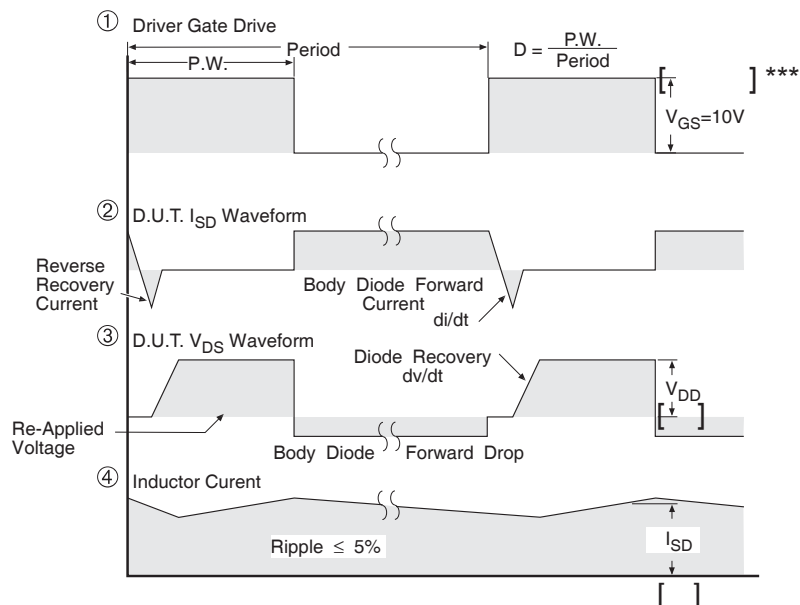 ① Driver Gate Drive
P.W.
Period
D = P.W. / Period
[ ] ***
V_GS=10V
② D.U.T. I_SD Waveform
Reverse
Recovery
Current
Body Diode Forward
Current
di/dt
③ D.U.T. V_DS Waveform
Diode Recovery
dv/dt
V_DD
[ ]
Re-Applied
Voltage
Body Diode Forward Drop
④ Inductor Curent
Ripple ≤ 5%
I_SD
[ ]